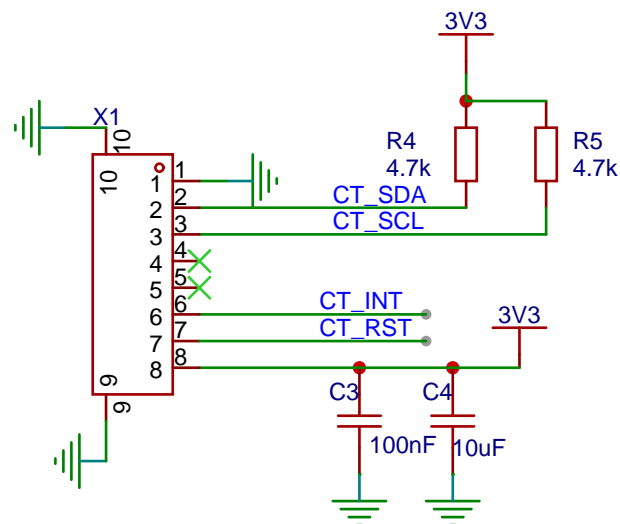 3V3
X1
10
10
R4
4.7k
R5
4.7k
1
1
2
2
CT_SDA
3
3
CT_SCL
4
4
5
5
6
6
CT_INT
7
7
CT_RST
3V3
8
8
9
9
C3
100nF
C4
10uF